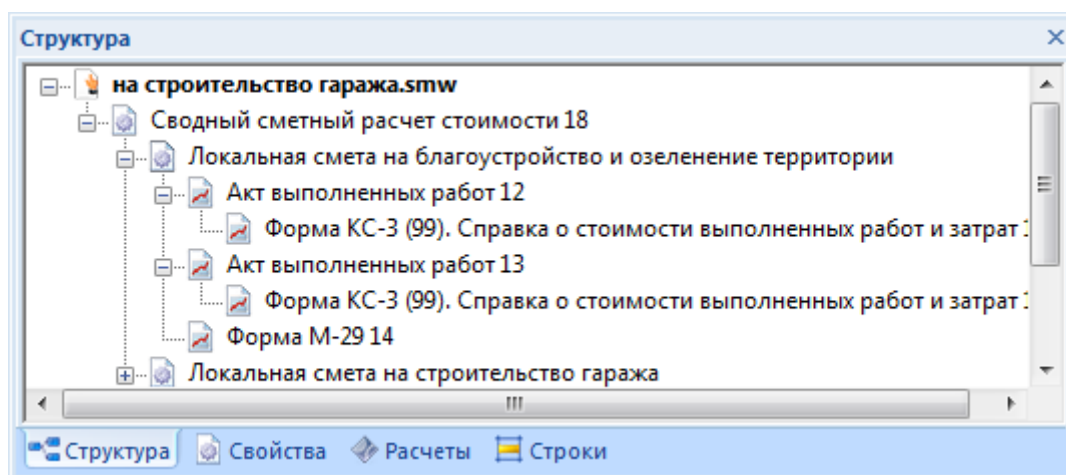 Структура
на строительство гаража.smw
Сводный сметный расчет стоимости 18
Локальная смета на благоустройство и озеленение территории
Акт выполненных работ 12
Форма КС-3 (99). Справка о стоимости выполненных работ и затрат
Акт выполненных работ 13
Форма КС-3 (99). Справка о стоимости выполненных работ и затрат
Форма М-29 14
Локальная смета на строительство гаража
Структура Свойства Расчеты Строки